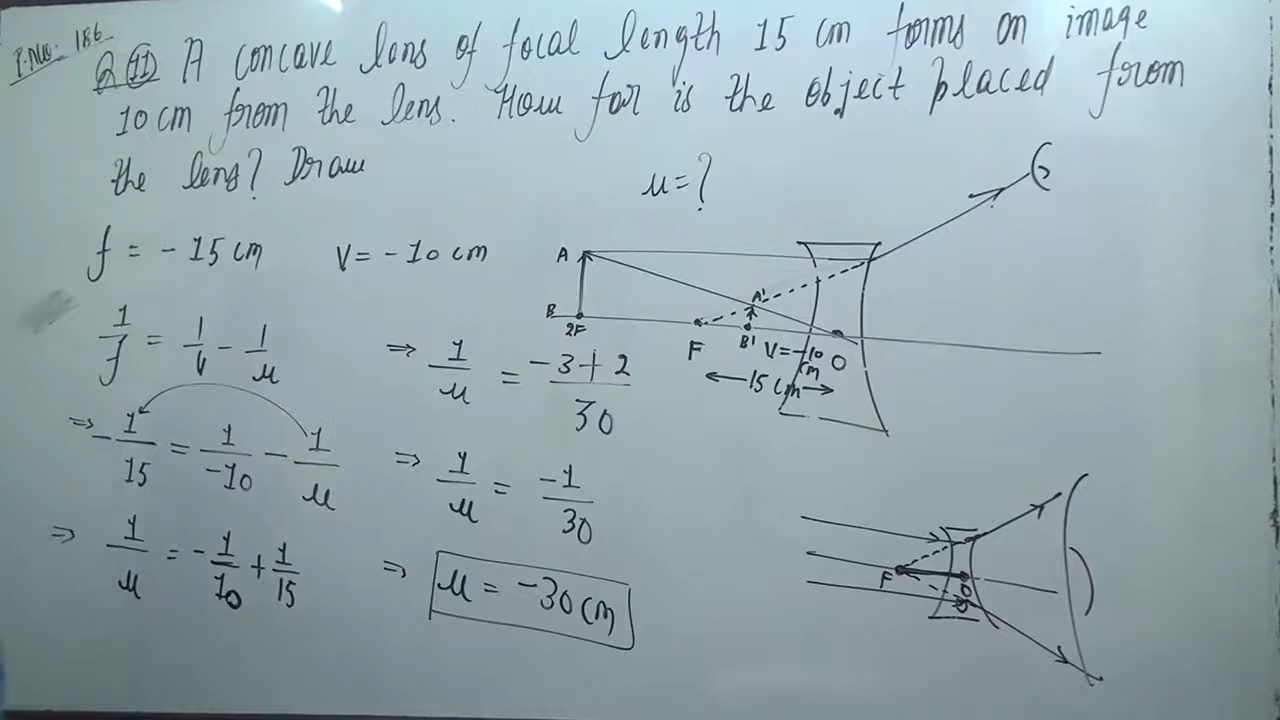 P.No: 186
Q (11) A concave lens of focal length 15 cm forms an image
10 cm from the lens. How far is the object placed from
the lens? Draw
u = ?
f = - 15 cm V = - 10 cm
1/f = 1/v - 1/u
⇒ - 1/15 = 1/-10 - 1/u
⇒ 1/u = - 1/10 + 1/15
⇒ 1/u = -3+2/30
⇒ 1/u = -1/30
⇒ u = -30 cm
A
B
2F
F
A'
B'
V = -10 cm
O
15 cm
F
O